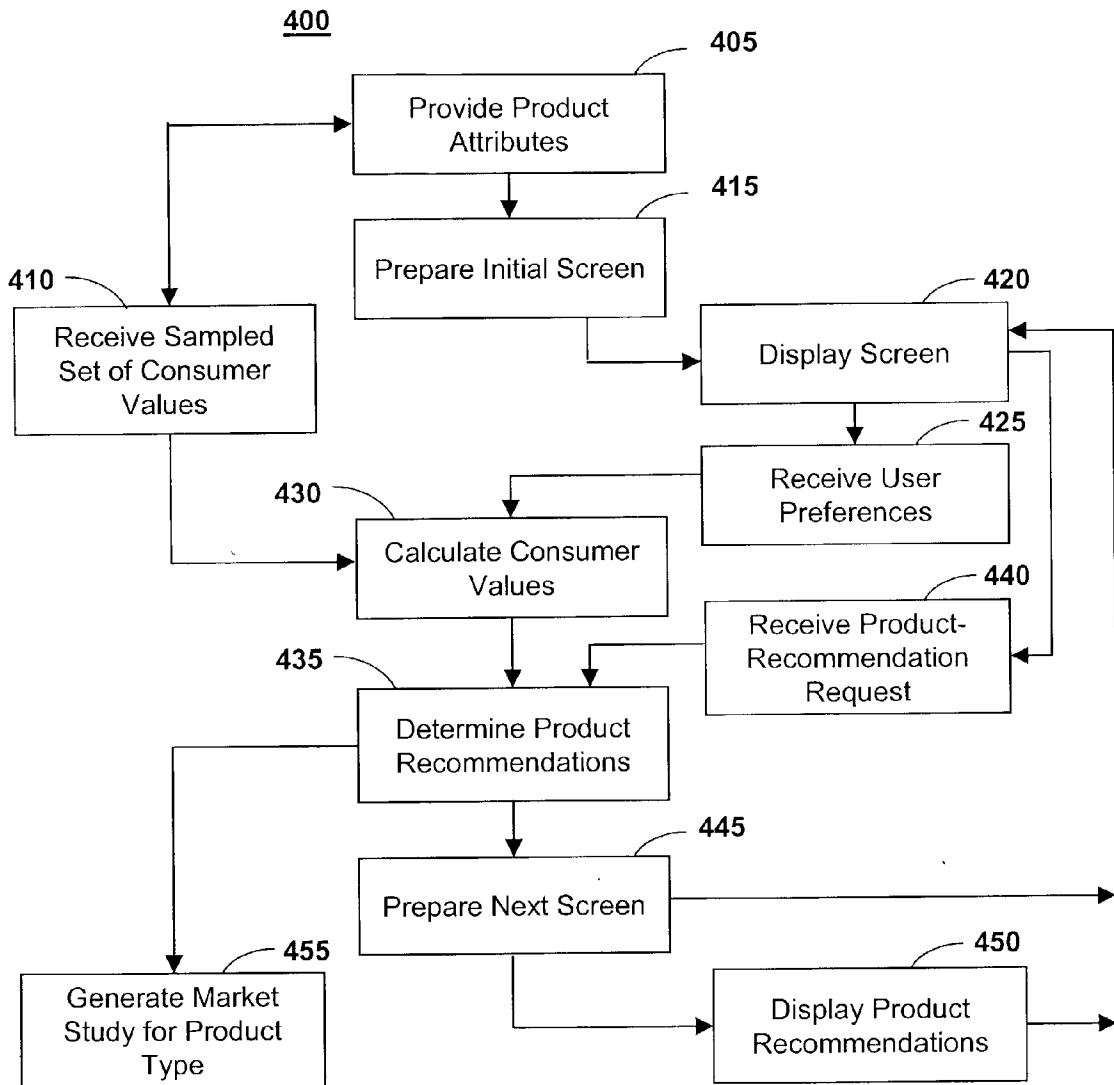 400
405
Provide Product
Attributes
415
Prepare Initial Screen
410
Receive Sampled
Set of Consumer
Values
420
Display Screen
425
Receive User
Preferences
430
Calculate Consumer
Values
440
Receive Product-
Recommendation
Request
435
Determine Product
Recommendations
445
Prepare Next Screen
455
Generate Market
Study for Product
Type
450
Display Product
Recommendations